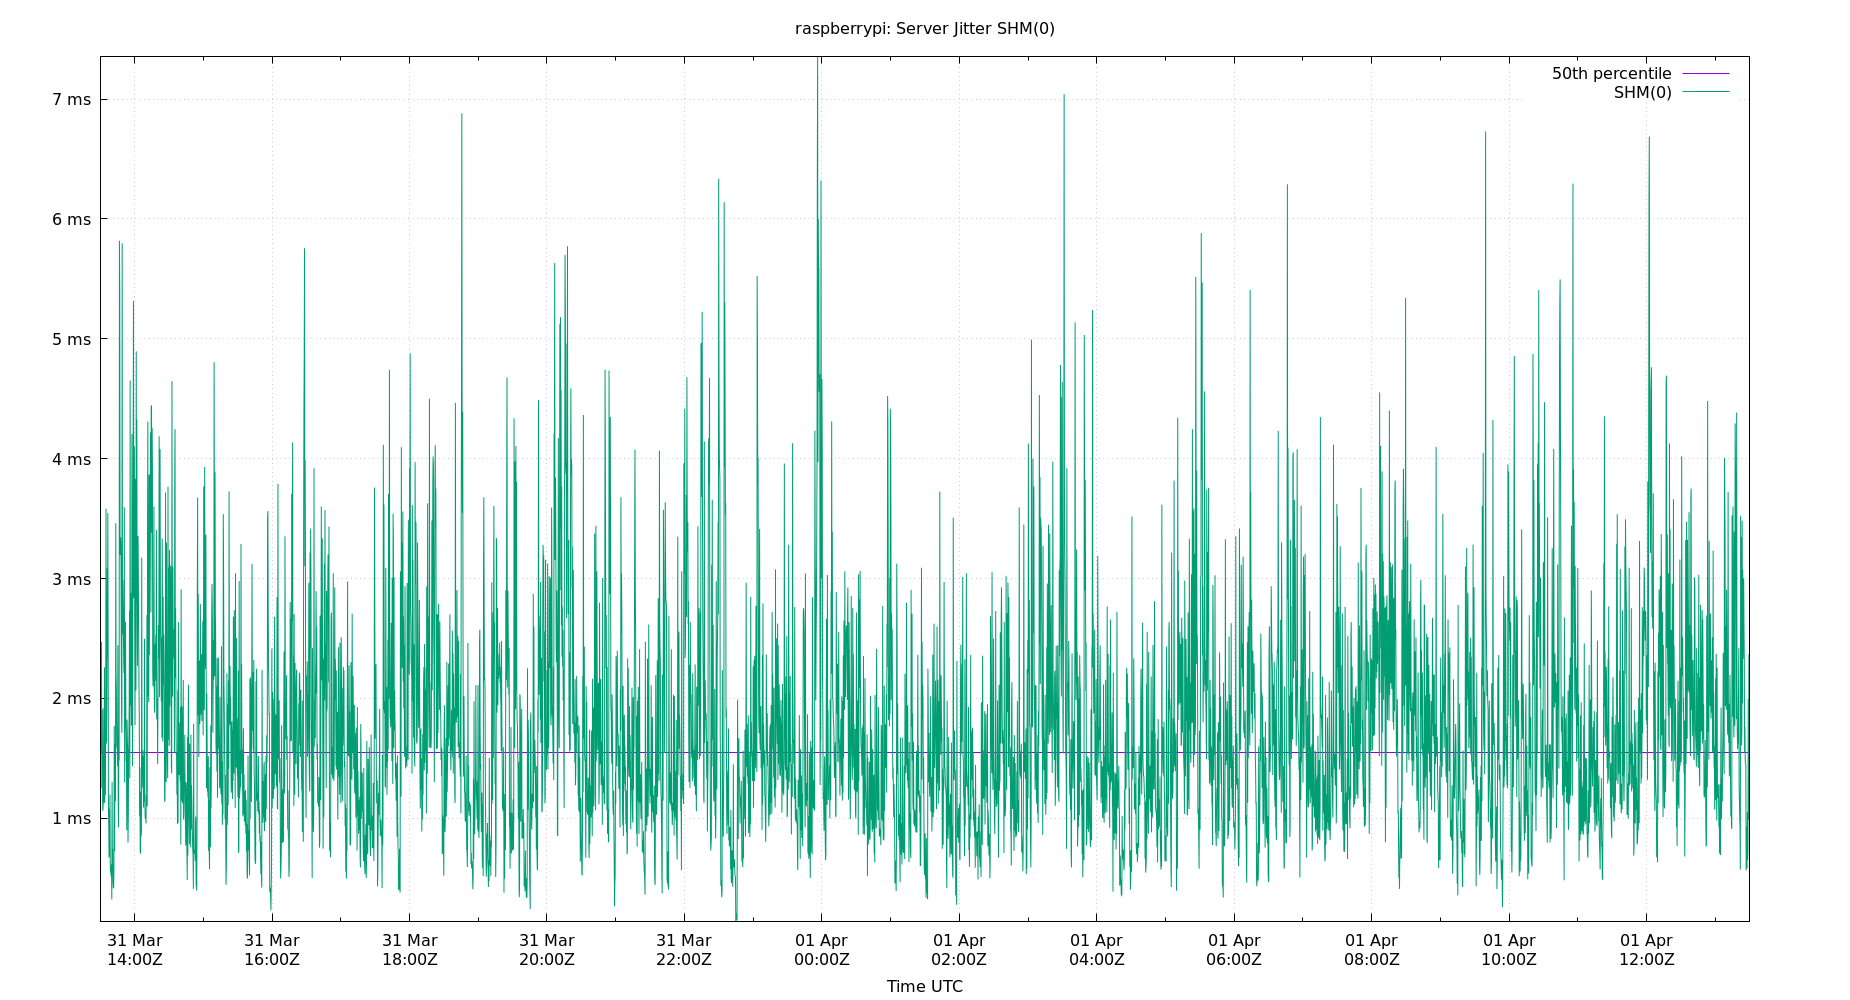 raspberrypi: Server Jitter SHM(0)
50th percentile
SHM(0)
7 ms
6 ms
5 ms
4 ms
3 ms
2 ms
1 ms
31 Mar 31 Mar 31 Mar 31 Mar 31 Mar 01 Apr 01 Apr 01 Apr 01 Apr 01 Apr 01 Apr 01 Apr
14:00Z 16:00Z 18:00Z 20:00Z 22:00Z 00:00Z 02:00Z 04:00Z 06:00Z 08:00Z 10:00Z 12:00Z
Time UTC